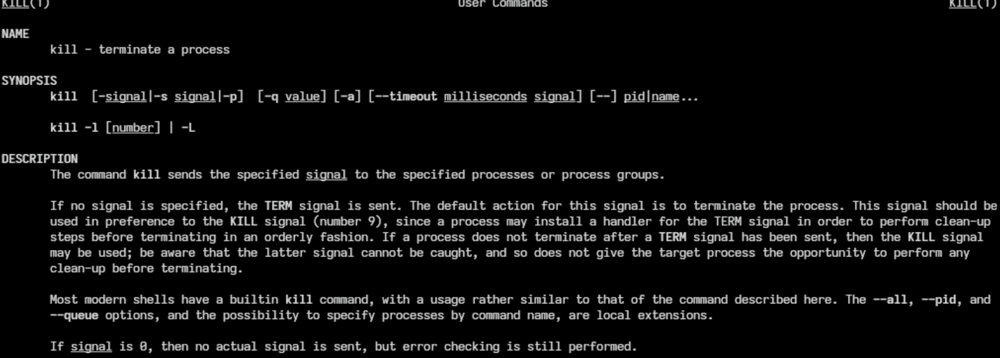 KILL(1) User Commands KILL(1)
NAME
kill - terminate a process
SYNOPSIS
kill [-signal|-s signal|-p] [-q value] [-a] [--timeout milliseconds signal] [--] pid|name...
kill -l [number] | -L
DESCRIPTION
The command kill sends the specified signal to the specified processes or process groups.
If no signal is specified, the TERM signal is sent. The default action for this signal is to terminate the process. This signal should be
used in preference to the KILL signal (number 9), since a process may install a handler for the TERM signal in order to perform clean-up
steps before terminating in an orderly fashion. If a process does not terminate after a TERM signal has been sent, then the KILL signal
may be used; be aware that the latter signal cannot be caught, and so does not give the target process the opportunity to perform any
clean-up before terminating.
Most modern shells have a builtin kill command, with a usage rather similar to that of the command described here. The --all, --pid, and
--queue options, and the possibility to specify processes by command name, are local extensions.
If signal is 0, then no actual signal is sent, but error checking is still performed.